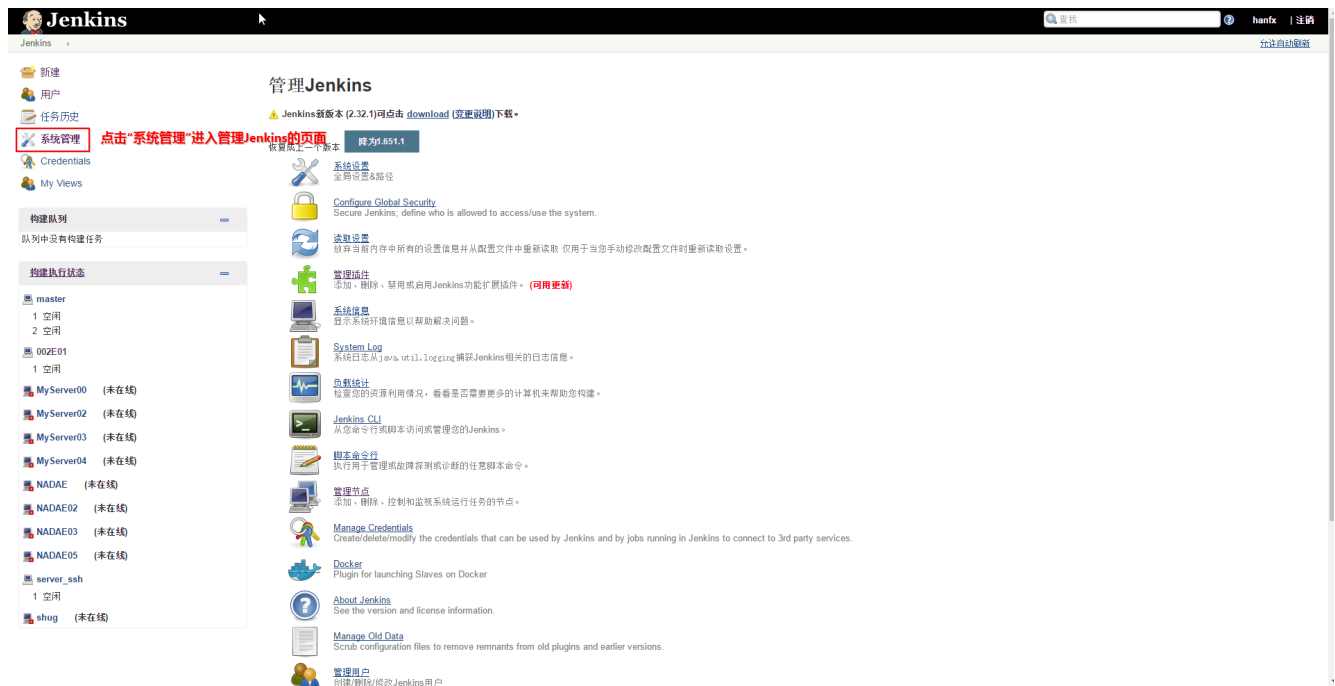 Jenkins
查找
hanfx
| 注销
Jenkins
允许自动刷新
新建
用户
任务历史
系统管理
点击“系统管理”进入管理Jenkins的页面
Credentials
My Views
构建队列
队列中没有构建任务
构建执行状态
master
1 空闲
2 空闲
002E01
1 空闲
MyServer00 (未在线)
MyServer02 (未在线)
MyServer03 (未在线)
MyServer04 (未在线)
NADAE (未在线)
NADAE02 (未在线)
NADAE03 (未在线)
NADAE05 (未在线)
server_ssh
1 空闲
shug (未在线)
管理Jenkins
Jenkins新版本 (2.32.1)可点击 download (变更说明)下载。
恢复成上一个版本 降为1.651.1
系统设置
全局设置&路径
Configure Global Security
Secure Jenkins; define who is allowed to access/use the system.
读取设置
放弃当前内存中所有的设置信息并从配置文件中重新读取 仅用于当您手动修改配置文件时重新读取设置。
管理插件
添加、删除、禁用或启用Jenkins功能扩展插件。 (可用更新)
系统信息
显示系统环境信息以帮助解决问题。
System Log
系统日志从java.util.logging捕获Jenkins相关的日志信息。
负载统计
检查您的资源利用情况，看看是否需要更多的计算机来帮助您构建。
Jenkins CLI
从您命令行或脚本访问或管理您的Jenkins。
脚本命令行
执行用于管理或故障探测或诊断的任意脚本命令。
管理节点
添加、删除、控制和监视系统运行任务的节点。
Manage Credentials
Create/delete/modify the credentials that can be used by Jenkins and by jobs running in Jenkins to connect to 3rd party services.
Docker
Plugin for launching Slaves on Docker
About Jenkins
See the version and license information.
Manage Old Data
Scrub configuration files to remove remnants from old plugins and earlier versions.
管理用户
创建/删除/修改Jenkins用户